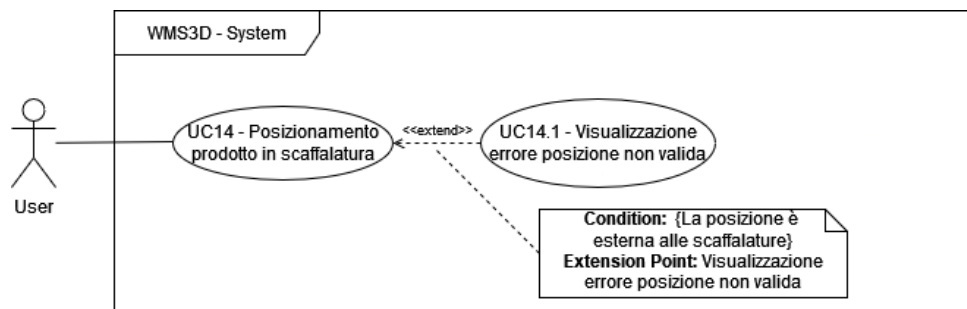 WMS3D - System
UC14 - Posizionamento
prodotto in scaffalatura
<<extend>>
UC14.1 - Visualizzazione
errore posizione non valida
User
Condition: {La posizione è
esterna alle scaffalature}
Extension Point: Visualizzazione
errore posizione non valida